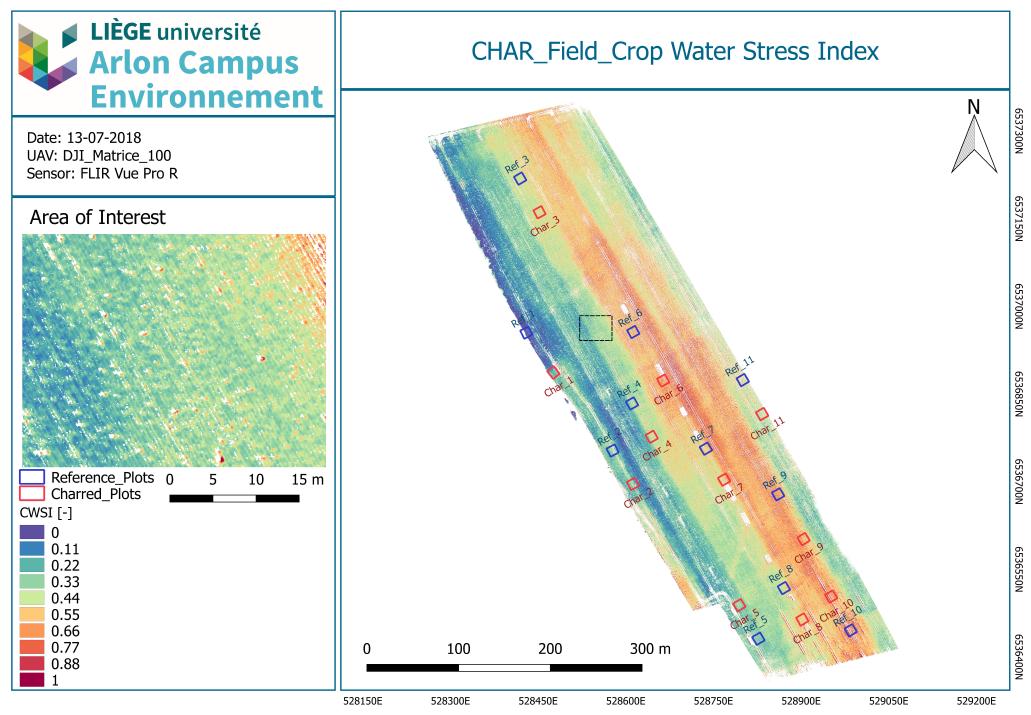 LIÈGE université
Arlon Campus
Environnement
CHAR_Field_Crop Water Stress Index
Date: 13-07-2018
UAV: DJI_Matrice_100
Sensor: FLIR Vue Pro R
Area of Interest
Reference_Plots
Charred_Plots
0 5 10 15 m
CWSI [-]
0
0.11
0.22
0.33
0.44
0.55
0.66
0.77
0.88
1
N
Ref_3
Char_3
Ref_6
Char_1
Ref_4
Char_6
Ref_11
Char_11
Ref_2
Char_4
Ref_7
Char_2
Char_7
Ref_9
Char_9
Ref_8
Char_5
Ref_5
Char_8
Char_10
Ref_10
0 100 200 300 m
6537300N
6537150N
6537000N
6536850N
6536700N
6536550N
6536400N
528150E 528300E 528450E 528600E 528750E 528900E 529050E 529200E